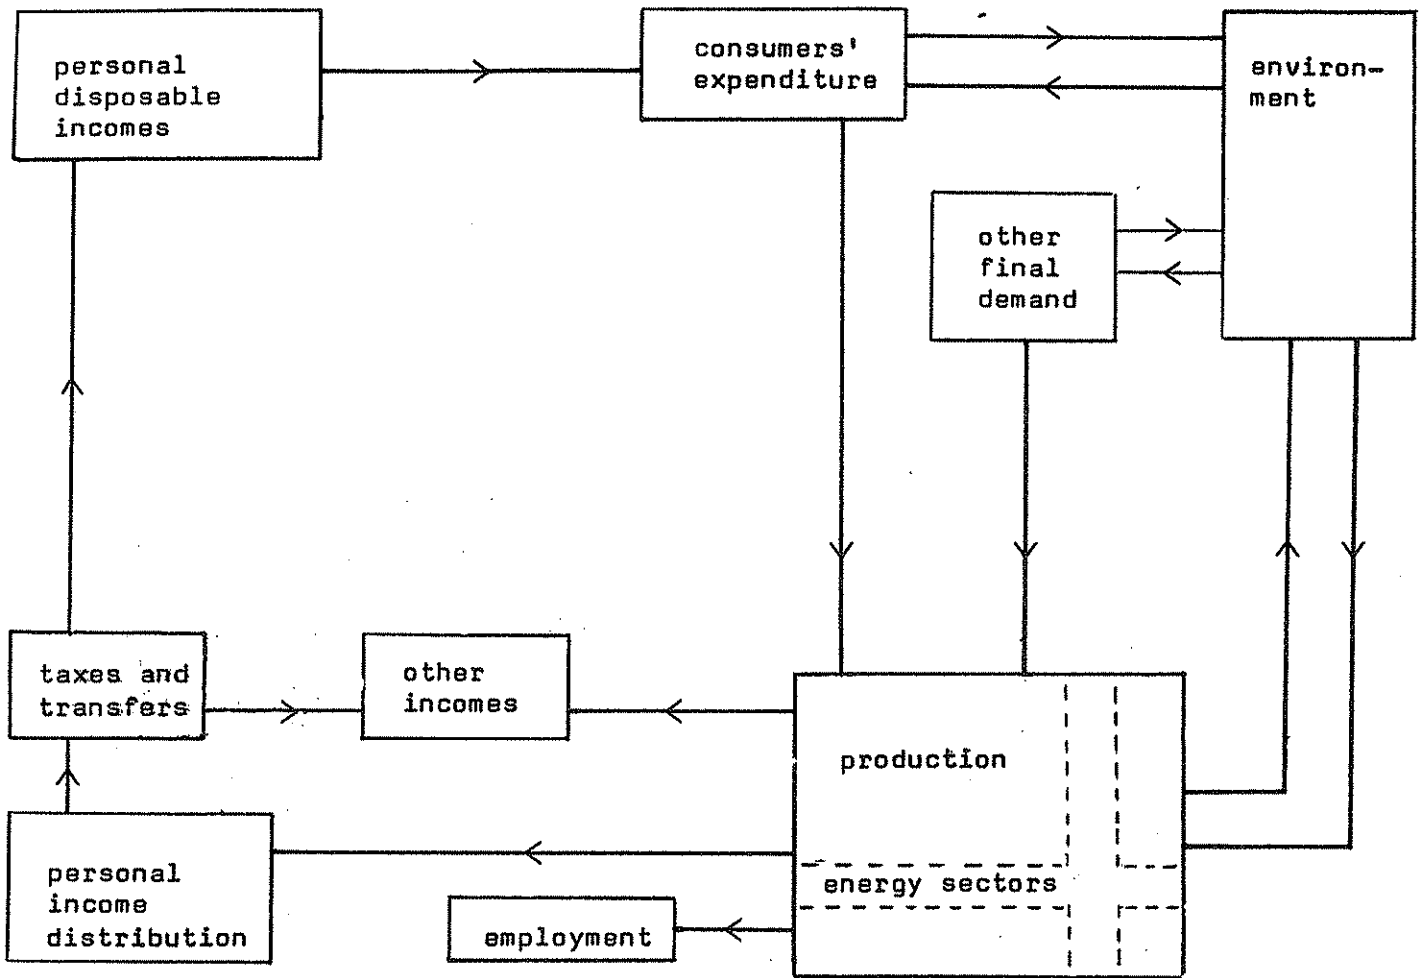 personal
disposable
incomes
consumers'
expenditure
environ-
ment
other
final
demand
taxes and
transfers
other
incomes
production
energy sectors
personal
income
distribution
employment